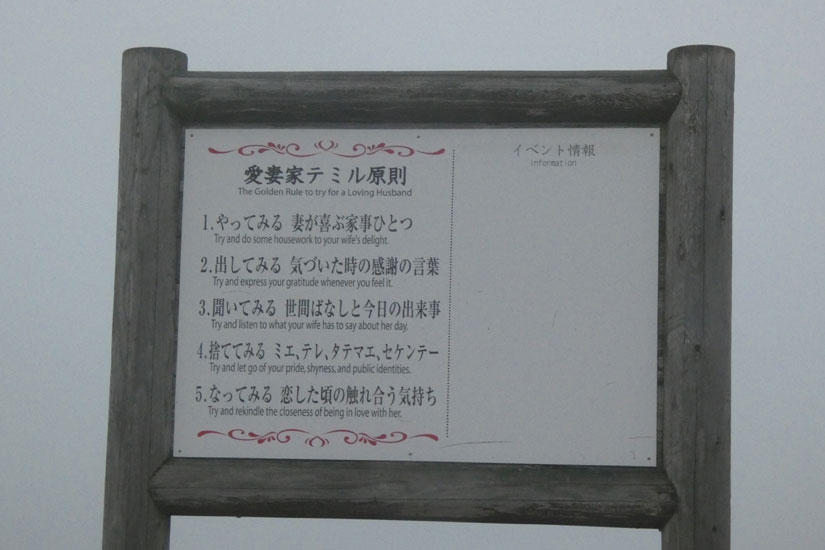 愛妻家テミル原則
The Golden Rule to try for a Loving Husband
1.やってみる 妻が喜ぶ家事ひとつ
Try and do some housework to your wife's delight.
2.出してみる 気づいた時の感謝の言葉
Try and express your gratitude whenever you feel it.
3.聞いてみる 世間ばなしと今日の出来事
Try and listen to what your wife has to say about her day.
4.捨ててみる ミエ、テレ、タテマエ、セケンテー
Try and let go of your pride, shyness, and public identities.
5.なってみる 恋した頃の触れ合う気持ち
Try and rekindle the closeness of being in love with her.
イベント情報
Information